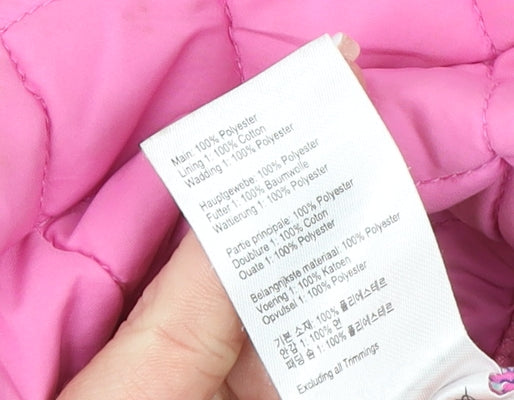 Main: 100% Polyester
Lining 1: 100% Cotton
Wadding 1: 100% Polyester
Hauptgewebe: 100% Polyester
Futter 1: 100% Baumwolle
Wattierung 1: 100% Polyester
Partie principale: 100% Polyester
Doublure 1: 100% Coton
Ouate 1: 100% Polyester
Belangrijkste materiaal: 100% Polyester
Voering 1: 100% Katoen
Opvulsel 1: 100% Polyester
기본 소재: 100% 폴리에스테르
안감 1: 100% 면
패딩 솜 1: 100% 폴리에스테르
Excluding all Trimmings